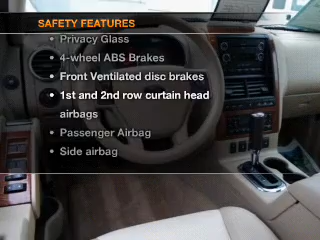 SAFETY FEATURES
• Privacy Glass
• 4-wheel ABS Brakes
• Front Ventilated disc brakes
• 1st and 2nd row curtain head
airbags
• Passenger Airbag
• Side airbag